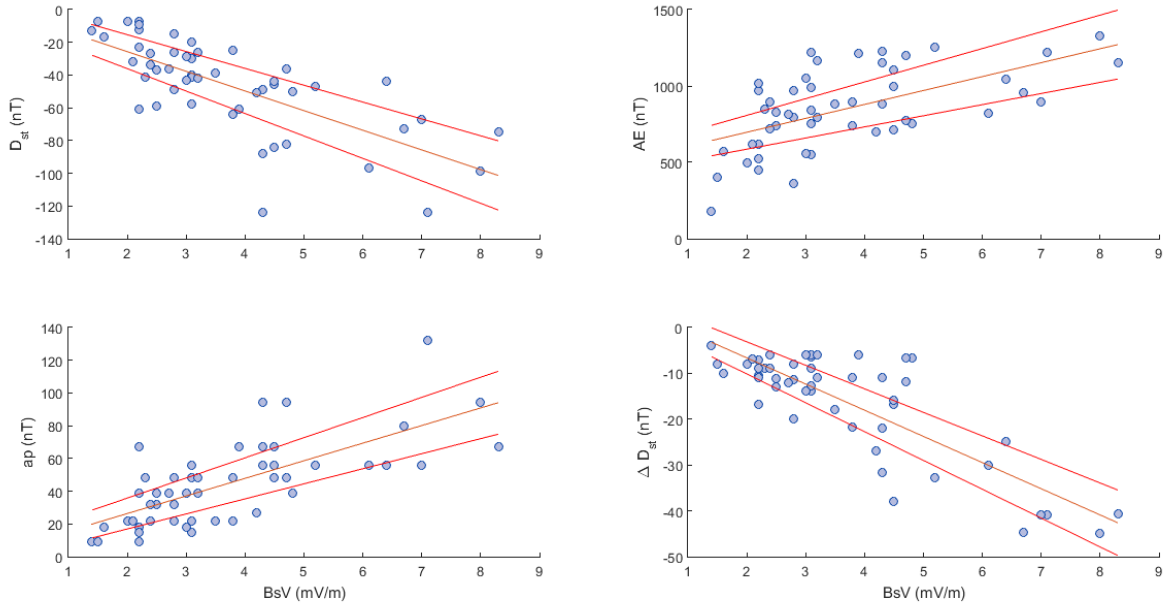 0
-20
-40
-60
-80
-100
-120
-140
D_st (nT)
1 2 3 4 5 6 7 8 9
1500
1000
500
0
AE (nT)
1 2 3 4 5 6 7 8 9
140
120
100
80
60
40
20
0
ap (nT)
1 2 3 4 5 6 7 8 9
BsV (mV/m)
0
-10
-20
-30
-40
-50
Δ D_st (nT)
1 2 3 4 5 6 7 8 9
BsV (mV/m)